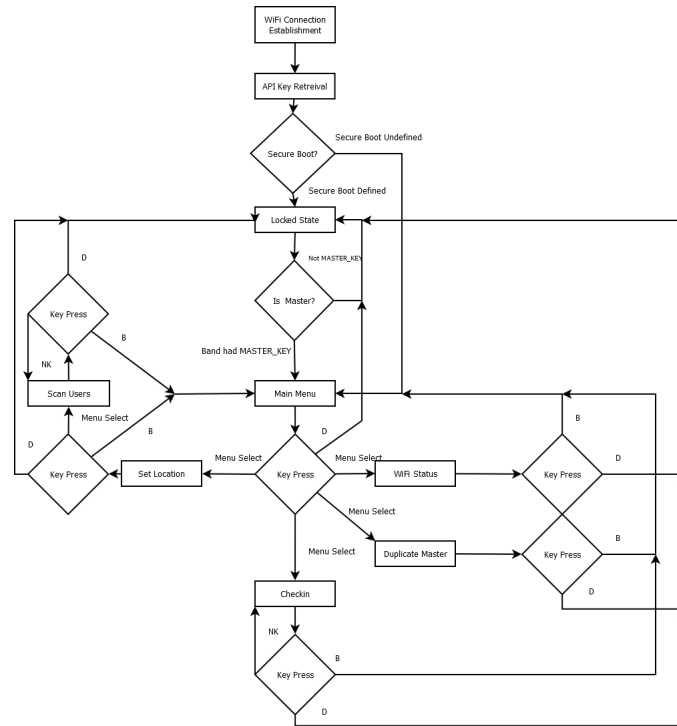 WiFi Connection
Establishment
API Key Retreival
Secure Boot Undefined
Secure Boot?
Secure Boot Defined
Locked State
D
Not MASTER_KEY
Key Press
Is Master?
B
Band had MASTER_KEY
NK
Scan Users
Main Menu
Menu Select
B
D
B
D
Menu Select
Menu Select
D
Key Press
Set Location
Key Press
WiFi Status
Key Press
Menu Select
B
Menu Select
Duplicate Master
Key Press
Checkin
D
NK
B
Key Press
D